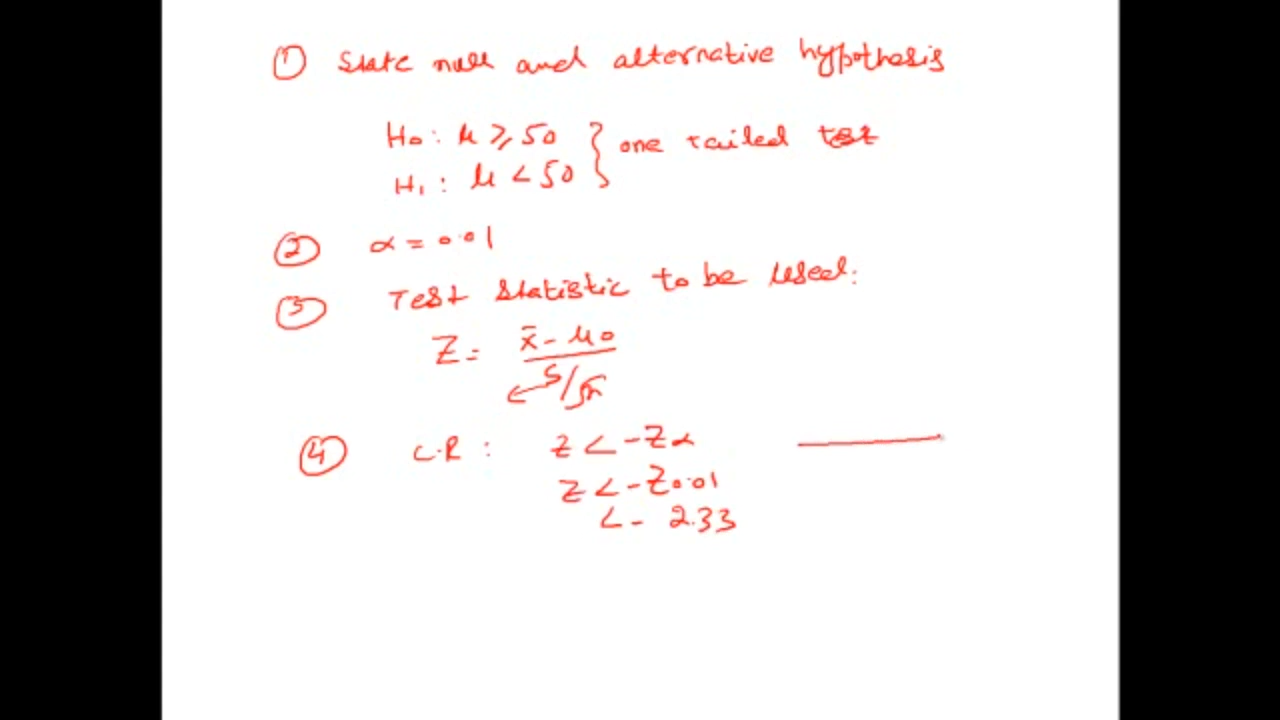 ① State null and alternative hypothesis
H₀ : μ ≥ 50 } one tailed test
H₁ : μ < 50
② α = 0.01
③ Test statistic to be used:
Z = (x̄ - μ₀) / (S/√n)
④ C.R : Z < -Zα
Z < -Z0.01
< - 2.33